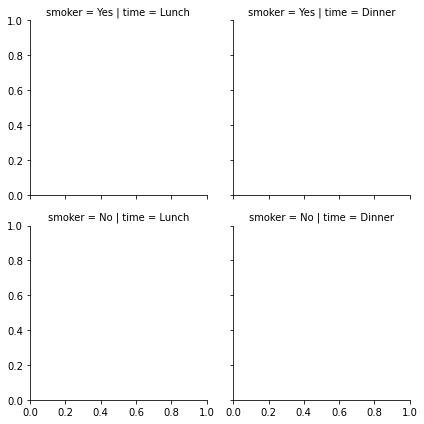 smoker = Yes | time = Lunch
smoker = Yes | time = Dinner
1.0
0.8
0.6
0.4
0.2
0.0
smoker = No | time = Lunch
smoker = No | time = Dinner
1.0
0.8
0.6
0.4
0.2
0.0
0.0 0.2 0.4 0.6 0.8 1.0
0.0 0.2 0.4 0.6 0.8 1.0